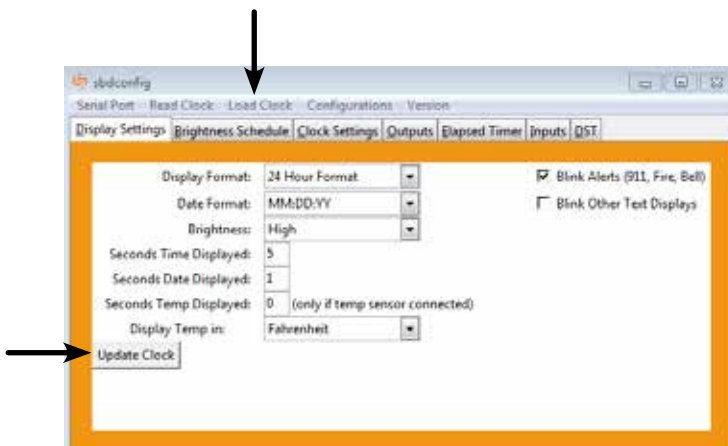 sbdconfig
Serial Port Read Clock Load Clock Configurations Version
Display Settings Brightness Schedule Clock Settings Outputs Elapsed Timer Inputs DST
Display Format: 24 Hour Format Blink Alerts (911, Fire, Bell)
Date Format: MM:DD:YY Blink Other Text Displays
Brightness: High
Seconds Time Displayed: 5
Seconds Date Displayed: 1
Seconds Temp Displayed: 0 (only if temp sensor connected)
Display Temp in: Fahrenheit
Update Clock